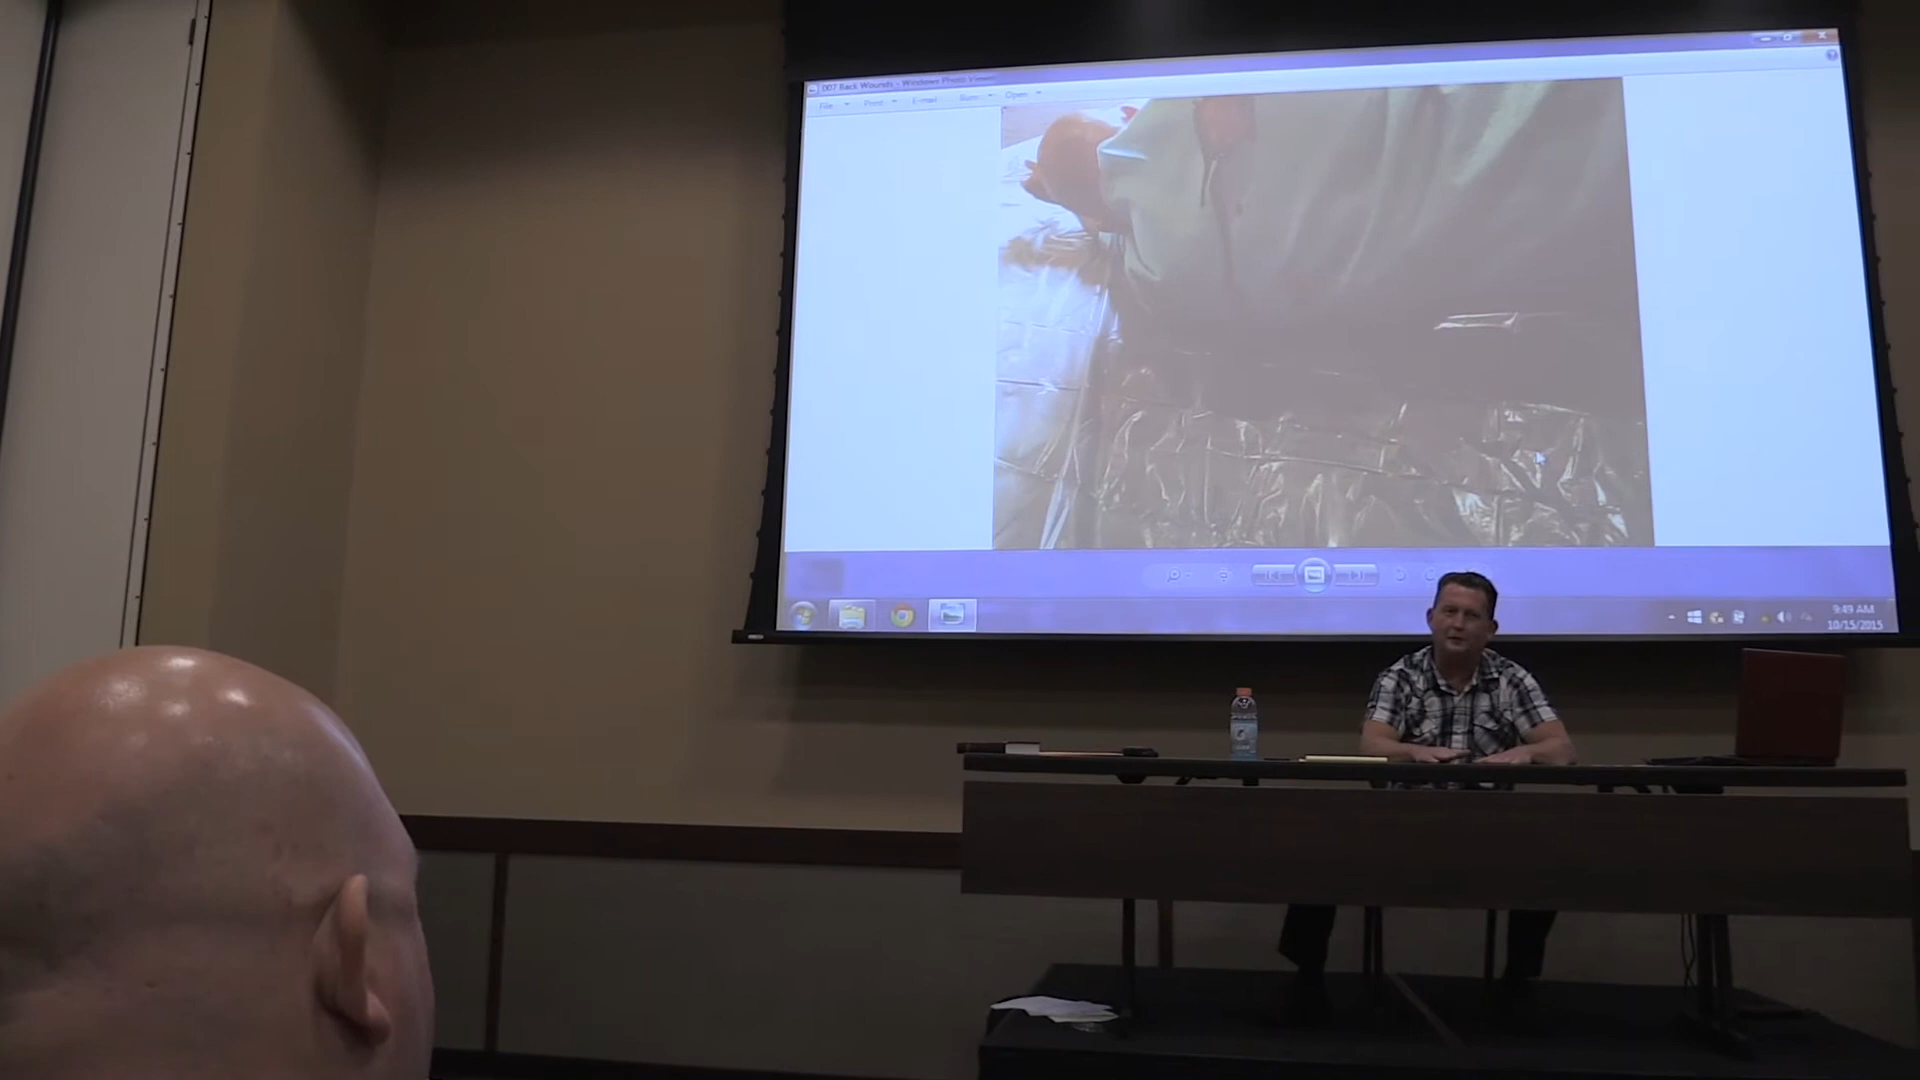 007 Back Wounds - Windows Photo Viewer
File Print E-mail Burn Open
9:49 AM
10/15/2015